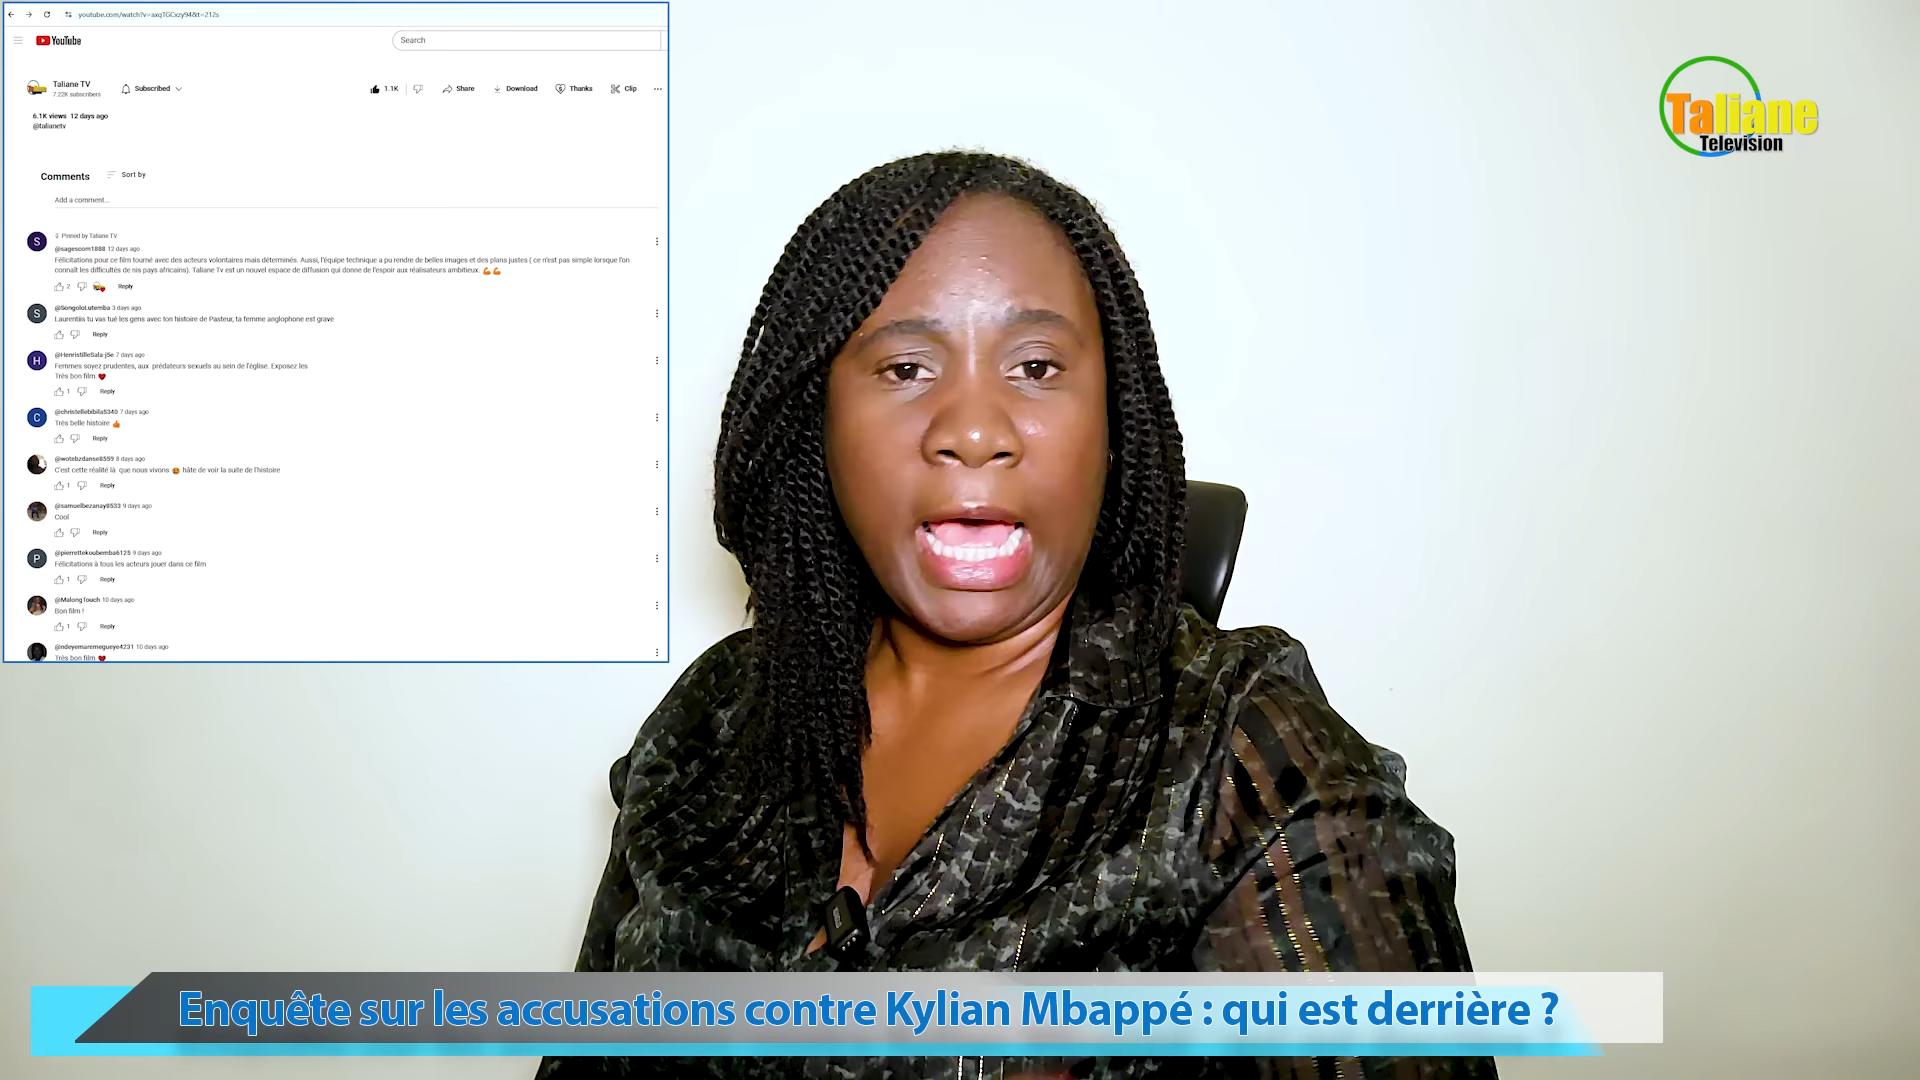 youtube.com/watch?v=axqTGCxzy94&t=212s
YouTube
Search
Taliane TV
7.22K subscribers
Subscribed
1.1K
Share
Download
Thanks
Clip
6.1K views 12 days ago
@talianetv
Comments
Sort by
Add a comment...
Pinned by Taliane TV
@sagescom1888 12 days ago
Félicitations pour ce film tourné avec des acteurs volontaires mais déterminés. Aussi, l'équipe technique a pu rendre de belles images et des plans justes ( ce n'est pas simple lorsque l'on
connaît les difficultés de nis pays africains). Taliane Tv est un nouvel espace de diffusion qui donne de l'espoir aux réalisateurs ambitieux. 💪💪
2
Reply
@SongoloLutemba 3 days ago
Laurentiis tu vas tué les gens avec ton histoire de Pasteur, ta femme anglophone est grave
Reply
@HenristilleSala-j5e 7 days ago
Femmes soyez prudentes, aux prédateurs sexuels au sein de l'église. Exposez les
Très bon film ❤
1
Reply
@christellebibila5340 7 days ago
Très belle histoire 👍
Reply
@wotebzdanse8559 8 days ago
C'est cette réalité là que nous vivons hâte de voir la suite de l'histoire
1
Reply
@samuelbezanay8533 9 days ago
Cool
Reply
@pierrettekoubemba6125 9 days ago
Félicitations à tous les acteurs jouer dans ce film
1
Reply
@MalongTouch 10 days ago
Bon film !
1
Reply
@ndeyemaremegueye4231 10 days ago
Très bon film ❤
Taliane
Television
Enquête sur les accusations contre Kylian Mbappé : qui est derrière ?